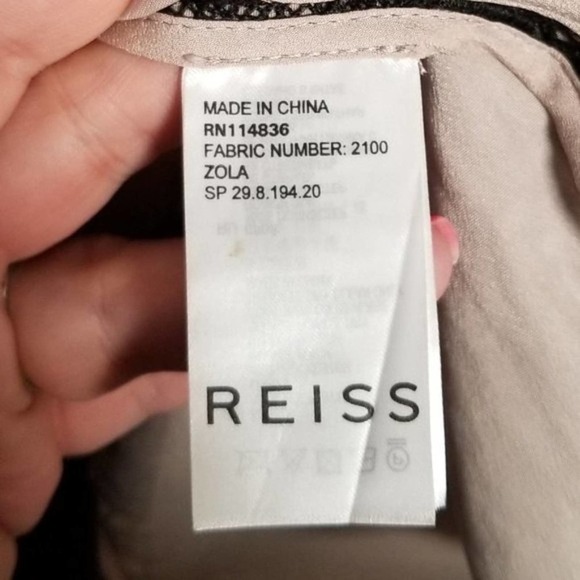 MADE IN CHINA
RN114836
FABRIC NUMBER: 2100
ZOLA
SP 29.8.194.20
REISS